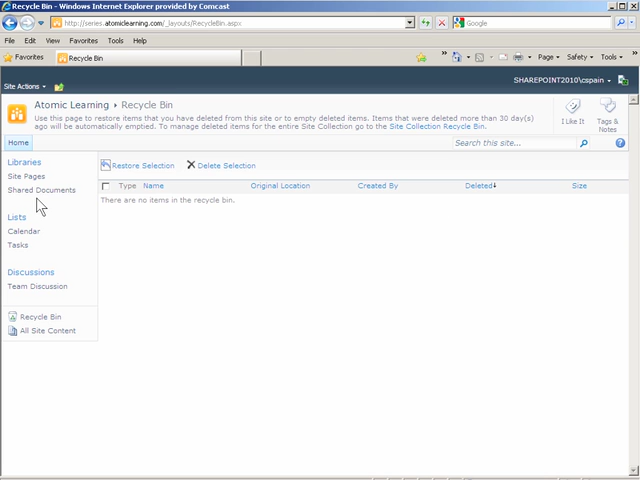 Recycle Bin - Windows Internet Explorer provided by Comcast
http://series.atomiclearning.com/_layouts/RecycleBin.aspx
Google
File Edit View Favorites Tools Help
Favorites
Recycle Bin
Page Safety Tools
Site Actions
SHAREPOINT2010\cspain
Atomic Learning Recycle Bin
Use this page to restore items that you have deleted from this site or to empty deleted items. Items that were deleted more than 30 day(s)
ago will be automatically emptied. To manage deleted items for the entire Site Collection go to the Site Collection Recycle Bin.
I Like It
Tags &
Notes
Home
Search this site...
Libraries
Site Pages
Shared Documents
Lists
Calendar
Tasks
Discussions
Team Discussion
Recycle Bin
All Site Content
Restore Selection
Delete Selection
Type Name Original Location Created By Deleted Size
There are no items in the recycle bin.